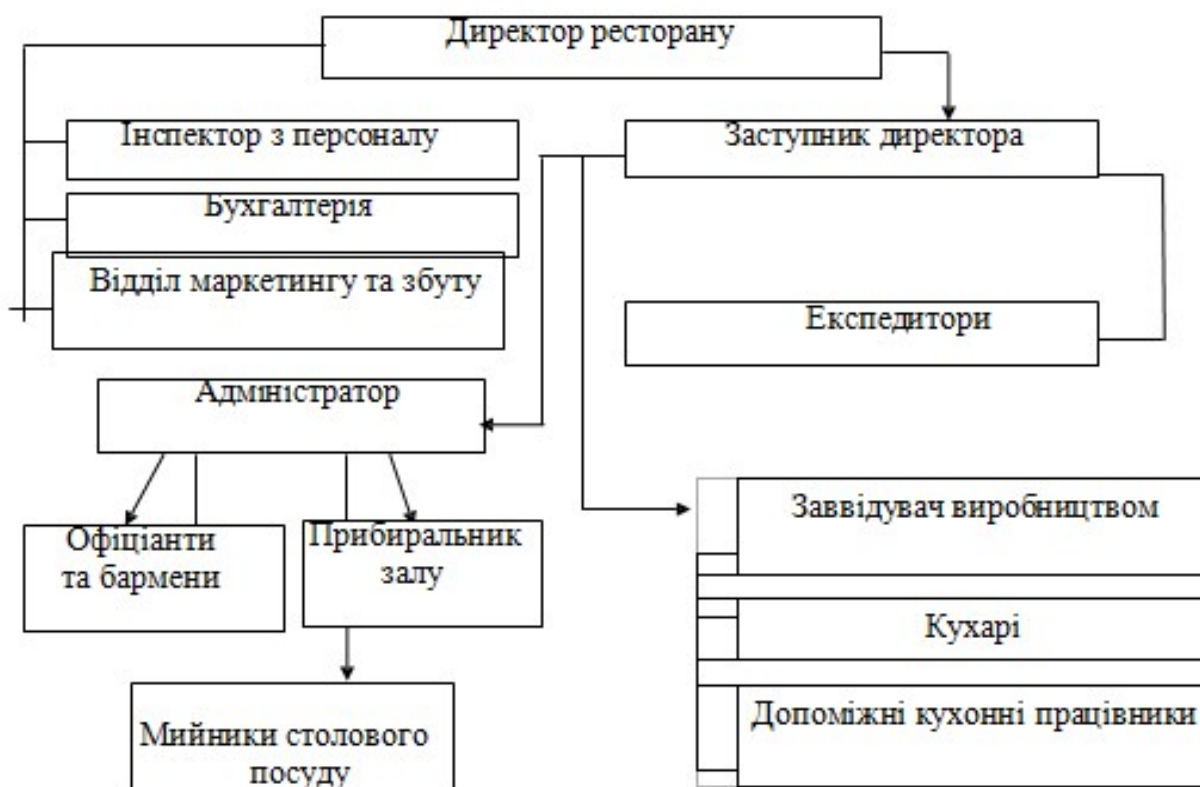 Директор ресторану
Інспектор з персоналу
Заступник директора
Бухгалтерія
Відділ маркетингу та збуту
Експедитори
Адміністратор
Заввідувач виробництвом
Офіціанти
та бармени
Прибиральник
залу
Кухарі
Допоміжні кухонні працівники
Мийники столового
посуду